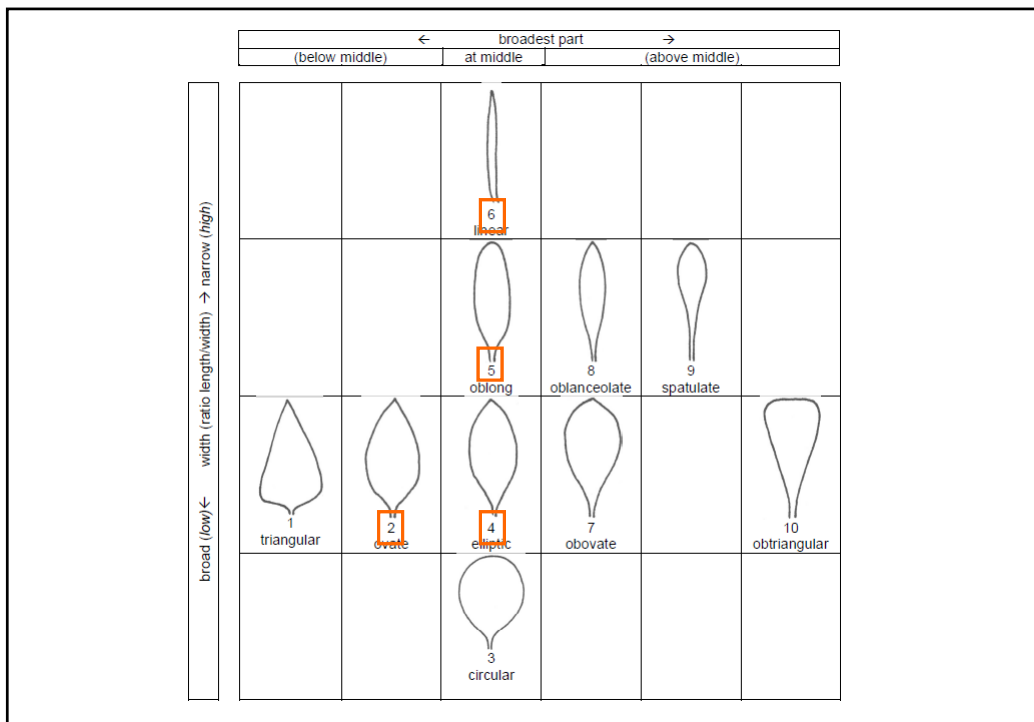 ← broadest part →
(below middle) at middle (above middle)
broad (low) ← width (ratio length/width) → narrow (high)
6
linear
5 8 9
oblong oblanceolate spatulate
1 2 4 7 10
triangular ovate elliptic obovate obtriangular
3
circular